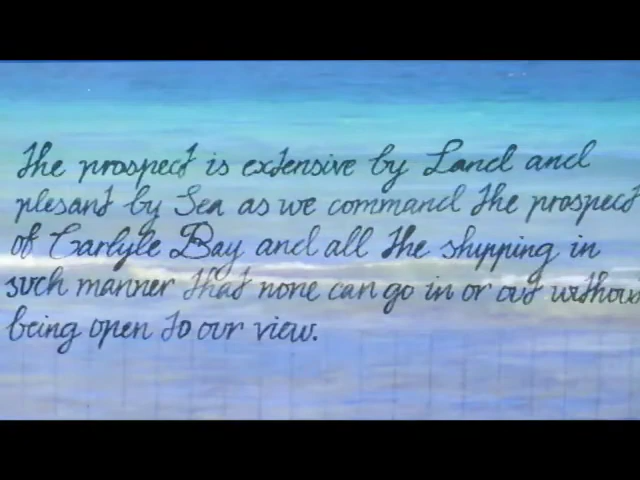 the prospect is extensive by Land and
plesant by Sea as we command the prospect
of Carlyle Bay and all the shipping in
such manner that none can go in or out withou
being open to our view.